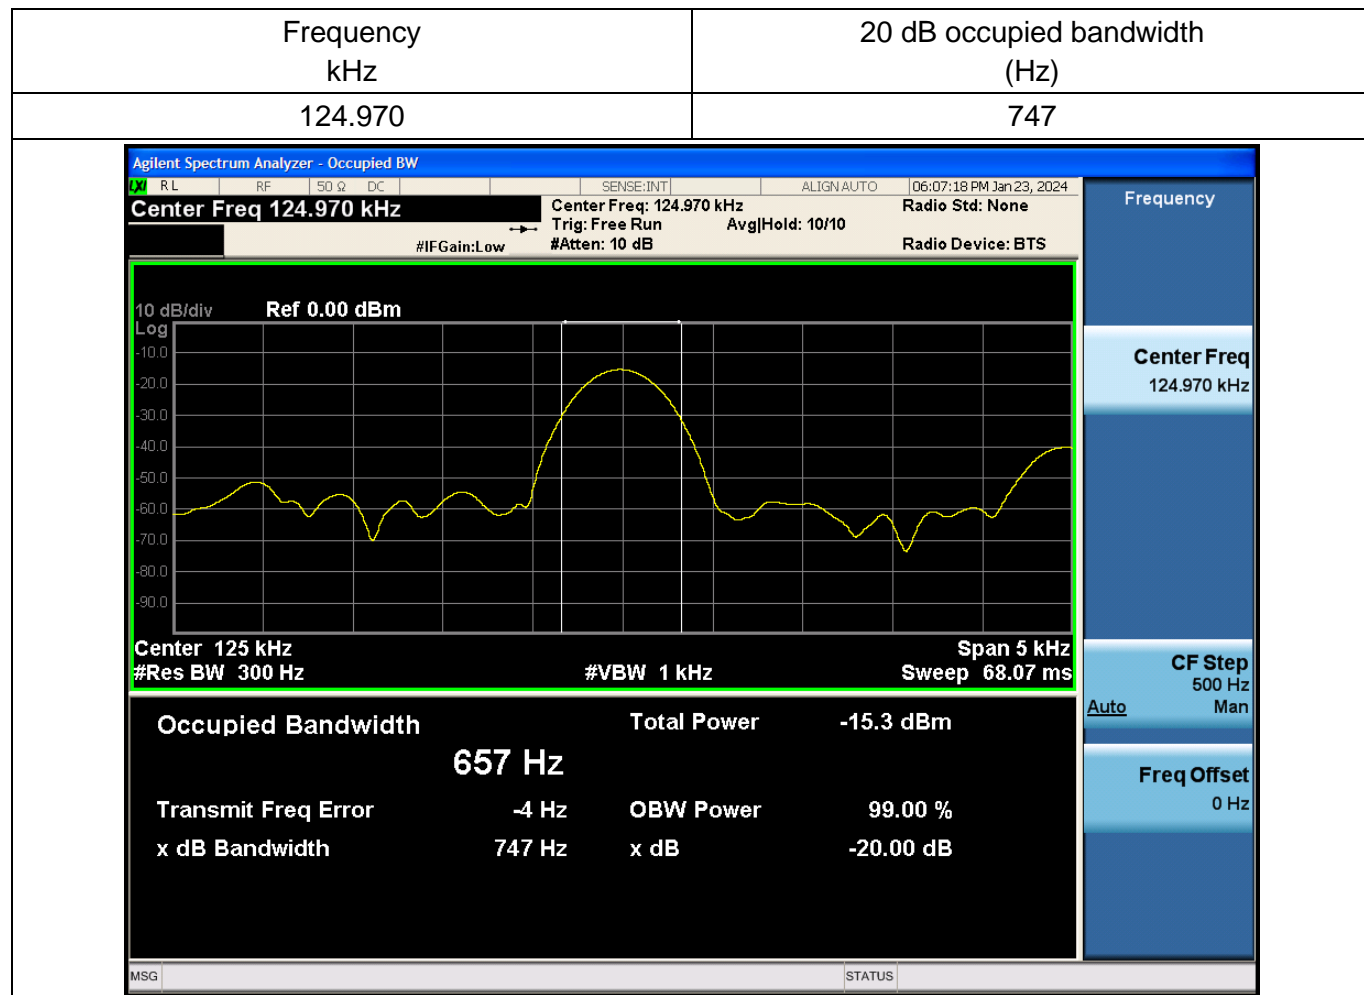 Frequency
kHz
20 dB occupied bandwidth
(Hz)
124.970
747
Agilent Spectrum Analyzer - Occupied BW
LXI RL RF 50 Ω DC SENSE:INT ALIGN AUTO 06:07:18 PM Jan 23, 2024
Center Freq 124.970 kHz
Center Freq: 124.970 kHz
Radio Std: None
Trig: Free Run Avg|Hold: 10/10
#IFGain:Low #Atten: 10 dB
Radio Device: BTS
Frequency
10 dB/div Ref 0.00 dBm
Log
-10.0
-20.0
-30.0
-40.0
-50.0
-60.0
-70.0
-80.0
-90.0
Center 125 kHz Span 5 kHz
#Res BW 300 Hz #VBW 1 kHz Sweep 68.07 ms
Occupied Bandwidth Total Power -15.3 dBm
657 Hz
Transmit Freq Error -4 Hz OBW Power 99.00 %
x dB Bandwidth 747 Hz x dB -20.00 dB
Center Freq
124.970 kHz
CF Step
500 Hz
Auto Man
Freq Offset
0 Hz
MSG STATUS